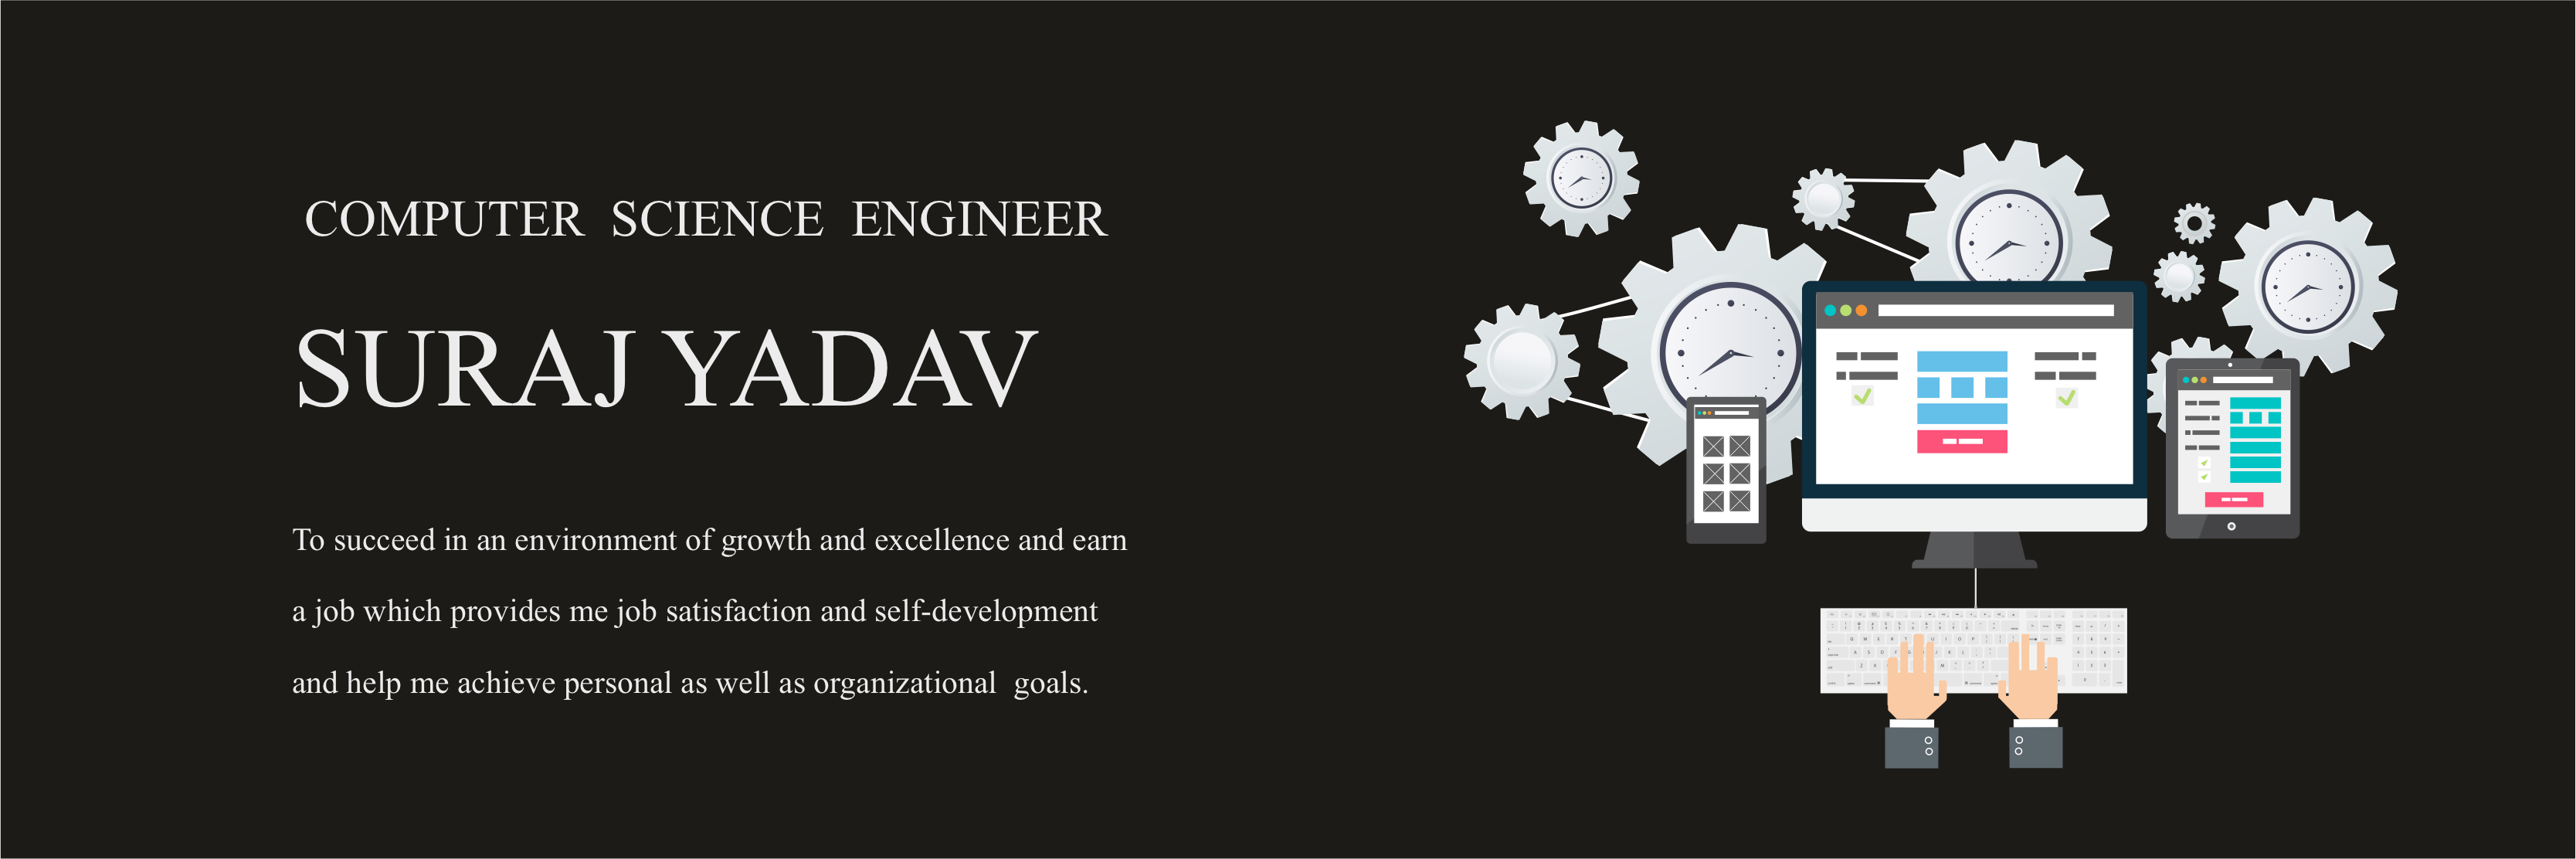 COMPUTER SCIENCE ENGINEER
SURAJ YADAV
To succeed in an environment of growth and excellence and earn
a job which provides me job satisfaction and self-development
and help me achieve personal as well as organizational goals.